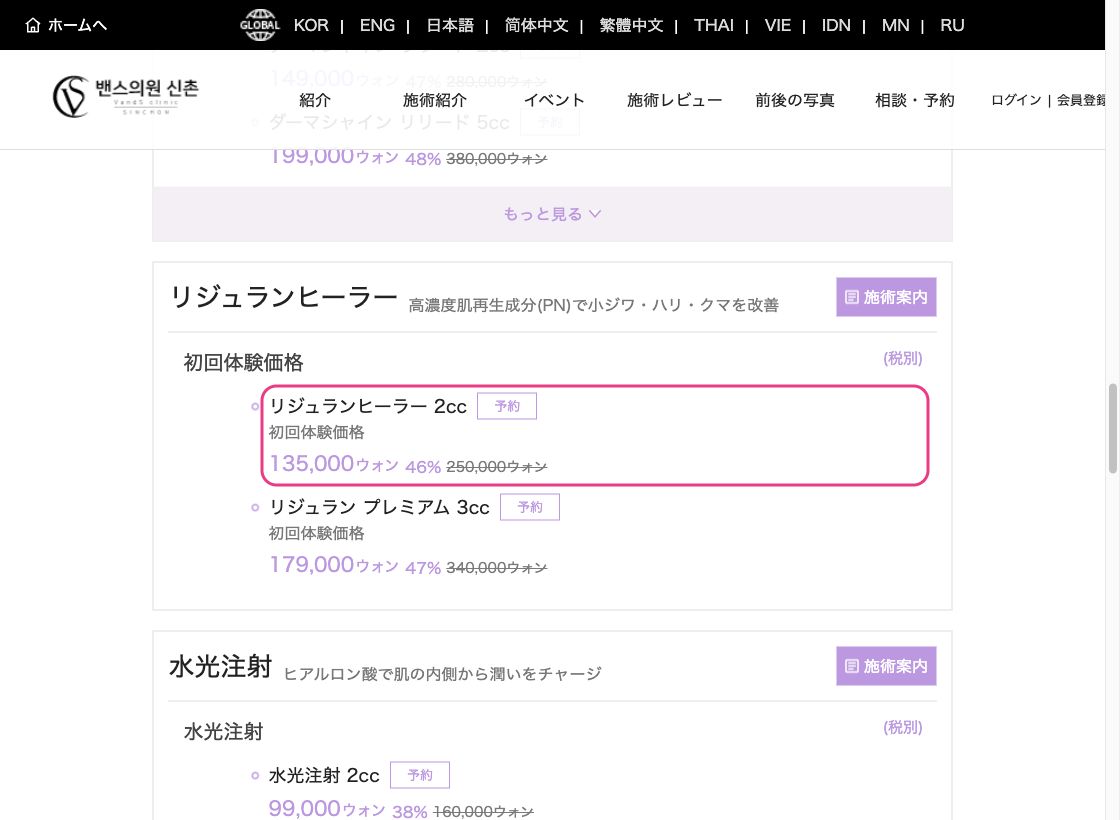 ホームへ
GLOBAL KOR | ENG | 日本語 | 简体中文 | 繁體中文 | THAI | VIE | IDN | MN | RU
밴스의원 신촌
VandS clinic
SINCHON
紹介 施術紹介 イベント 施術レビュー 前後の写真 相談・予約 ログイン | 会員登録
149,000ウォン 47% 280,000ウォン
ダーマシャイン リリード 5cc 予約
199,000ウォン 48% 380,000ウォン
もっと見る
リジュランヒーラー 高濃度肌再生成分(PN)で小ジワ・ハリ・クマを改善 施術案内
初回体験価格 (税別)
リジュランヒーラー 2cc 予約
初回体験価格
135,000ウォン 46% 250,000ウォン
リジュラン プレミアム 3cc 予約
初回体験価格
179,000ウォン 47% 340,000ウォン
水光注射 ヒアルロン酸で肌の内側から潤いをチャージ 施術案内
水光注射 (税別)
水光注射 2cc 予約
99,000ウォン 38% 160,000ウォン